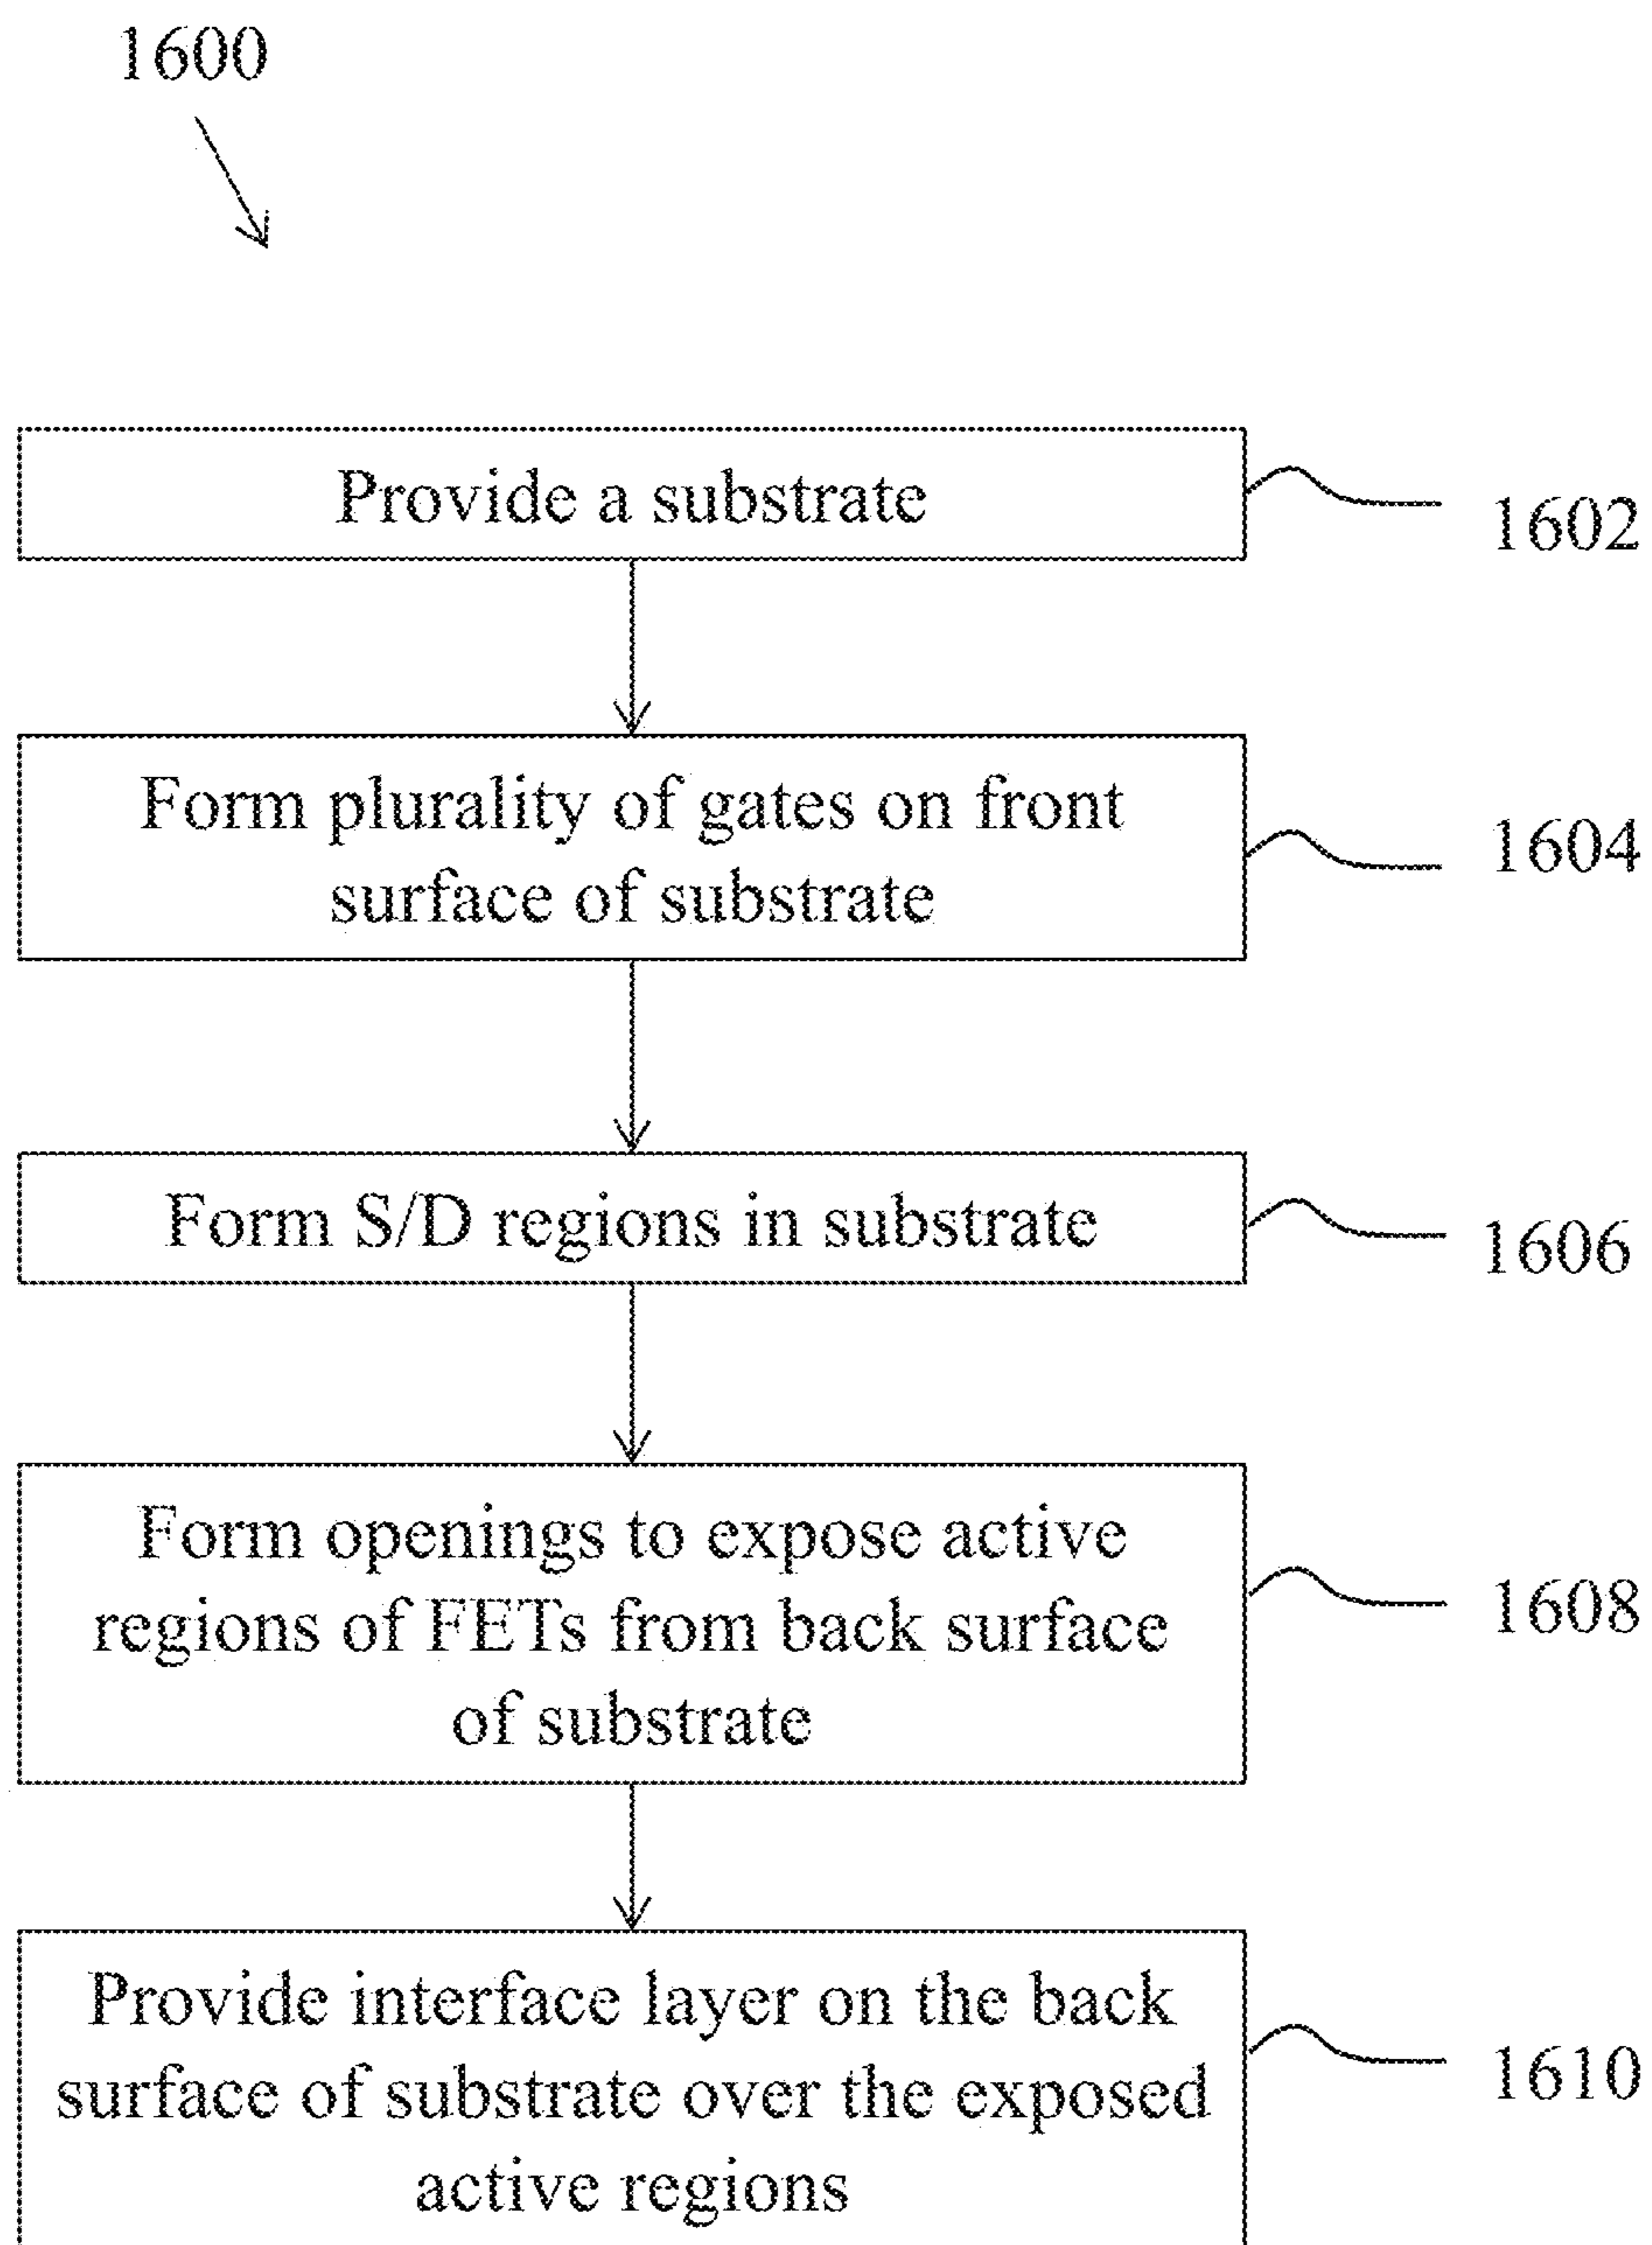 1600
Provide a substrate
1602
Form plurality of gates on front
surface of substrate
1604
Form S/D regions in substrate
1606
Form openings to expose active
regions of FETs from back surface
of substrate
1608
Provide interface layer on the back
surface of substrate over the exposed
active regions
1610